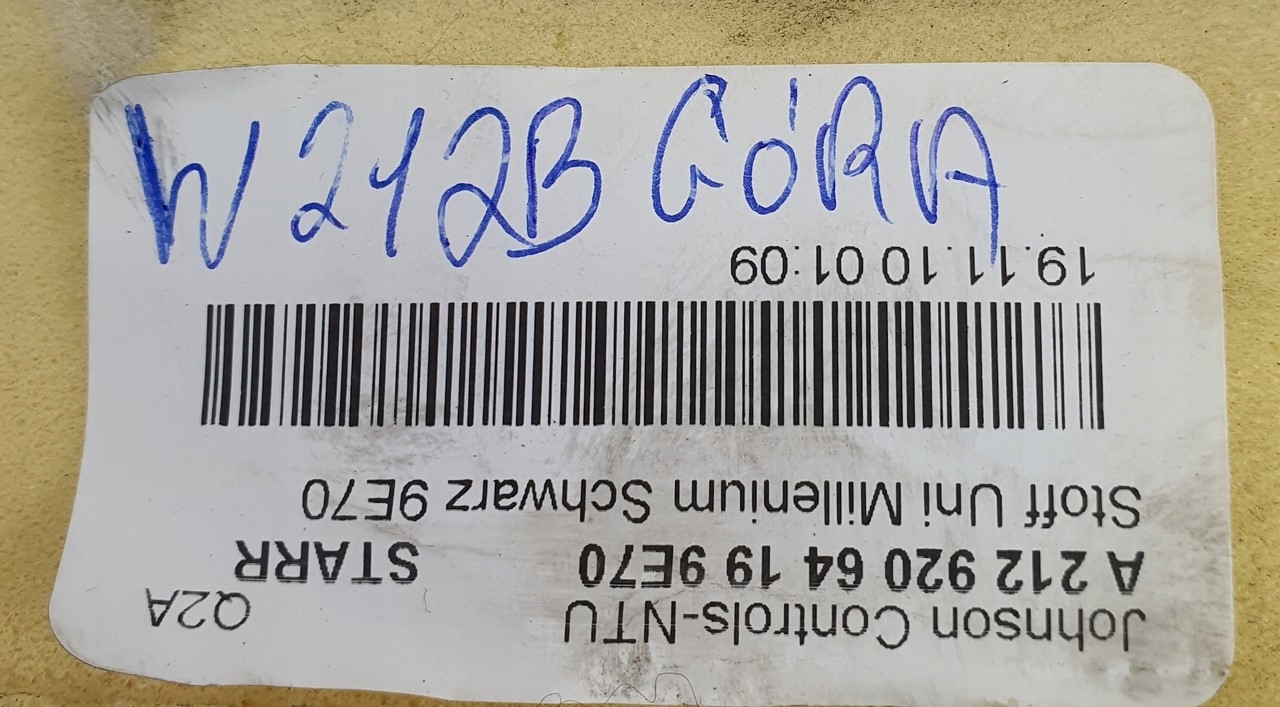 W212B GÓRA
Johnson Controls-NTU Q2A
A 212 920 64 19 9E70 STARR
Stoff Uni Millenium Schwarz 9E70
19.11.10 01:09